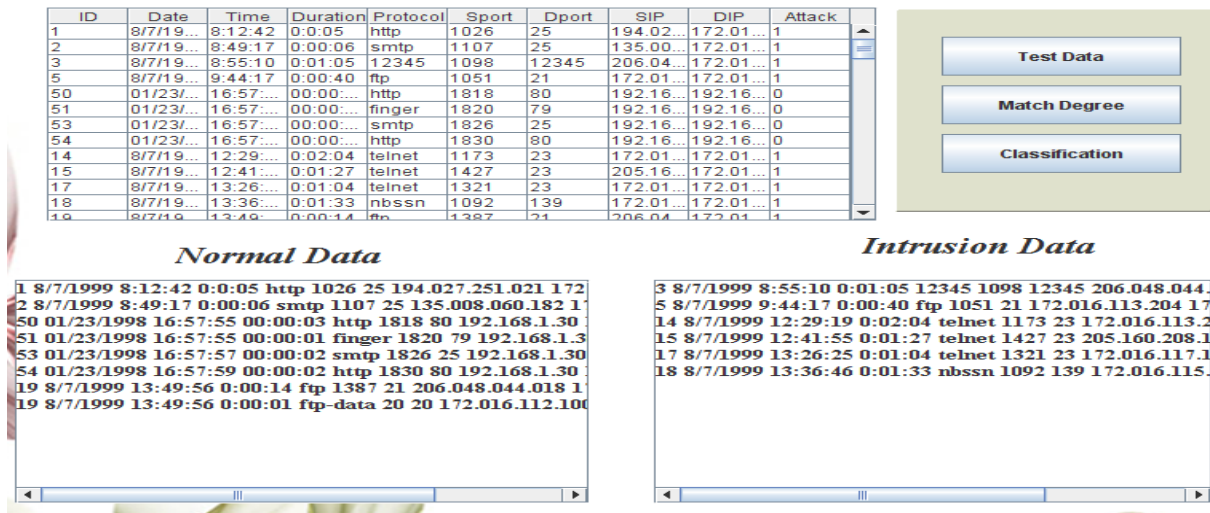 ID Date Time Duration Protocol Sport Dport SIP DIP Attack
1 8/7/19... 8:12:42 0:0:05 http 1026 25 194.02... 172.01... 1
2 8/7/19... 8:49:17 0:00:06 smtp 1107 25 135.00... 172.01... 1
3 8/7/19... 8:55:10 0:01:05 12345 1098 12345 206.04... 172.01... 1
5 8/7/19... 9:44:17 0:00:40 ftp 1051 21 172.01... 172.01... 1
50 01/23/... 16:57:... 00:00:... http 1818 80 192.16... 192.16... 0
51 01/23/... 16:57:... 00:00:... finger 1820 79 192.16... 192.16... 0
53 01/23/... 16:57:... 00:00:... smtp 1826 25 192.16... 192.16... 0
54 01/23/... 16:57:... 00:00:... http 1830 80 192.16... 192.16... 0
14 8/7/19... 12:29:... 0:02:04 telnet 1173 23 172.01... 172.01... 1
15 8/7/19... 12:41:... 0:01:27 telnet 1427 23 205.16... 172.01... 1
17 8/7/19... 13:26:... 0:01:04 telnet 1321 23 172.01... 172.01... 1
18 8/7/19... 13:36:... 0:01:33 nbssn 1092 139 172.01... 172.01... 1
19 8/7/19... 13:49:... 0:00:14 ftp 1387 21 206.04... 172.01... 1
Test Data
Match Degree
Classification
Normal Data
1 8/7/1999 8:12:42 0:0:05 http 1026 25 194.027.251.021 172
2 8/7/1999 8:49:17 0:00:06 smtp 1107 25 135.008.060.182 1
50 01/23/1998 16:57:55 00:00:03 http 1818 80 192.168.1.30
51 01/23/1998 16:57:55 00:00:01 finger 1820 79 192.168.1.3
53 01/23/1998 16:57:57 00:00:02 smtp 1826 25 192.168.1.30
54 01/23/1998 16:57:59 00:00:02 http 1830 80 192.168.1.30
19 8/7/1999 13:49:56 0:00:14 ftp 1387 21 206.048.044.018 1
19 8/7/1999 13:49:56 0:00:01 ftp-data 20 20 172.016.112.100
Intrusion Data
3 8/7/1999 8:55:10 0:01:05 12345 1098 12345 206.048.044.
5 8/7/1999 9:44:17 0:00:40 ftp 1051 21 172.016.113.204 17
14 8/7/1999 12:29:19 0:02:04 telnet 1173 23 172.016.113.2
15 8/7/1999 12:41:55 0:01:27 telnet 1427 23 205.160.208.1
17 8/7/1999 13:26:25 0:01:04 telnet 1321 23 172.016.117.1
18 8/7/1999 13:36:46 0:01:33 nbssn 1092 139 172.016.115.